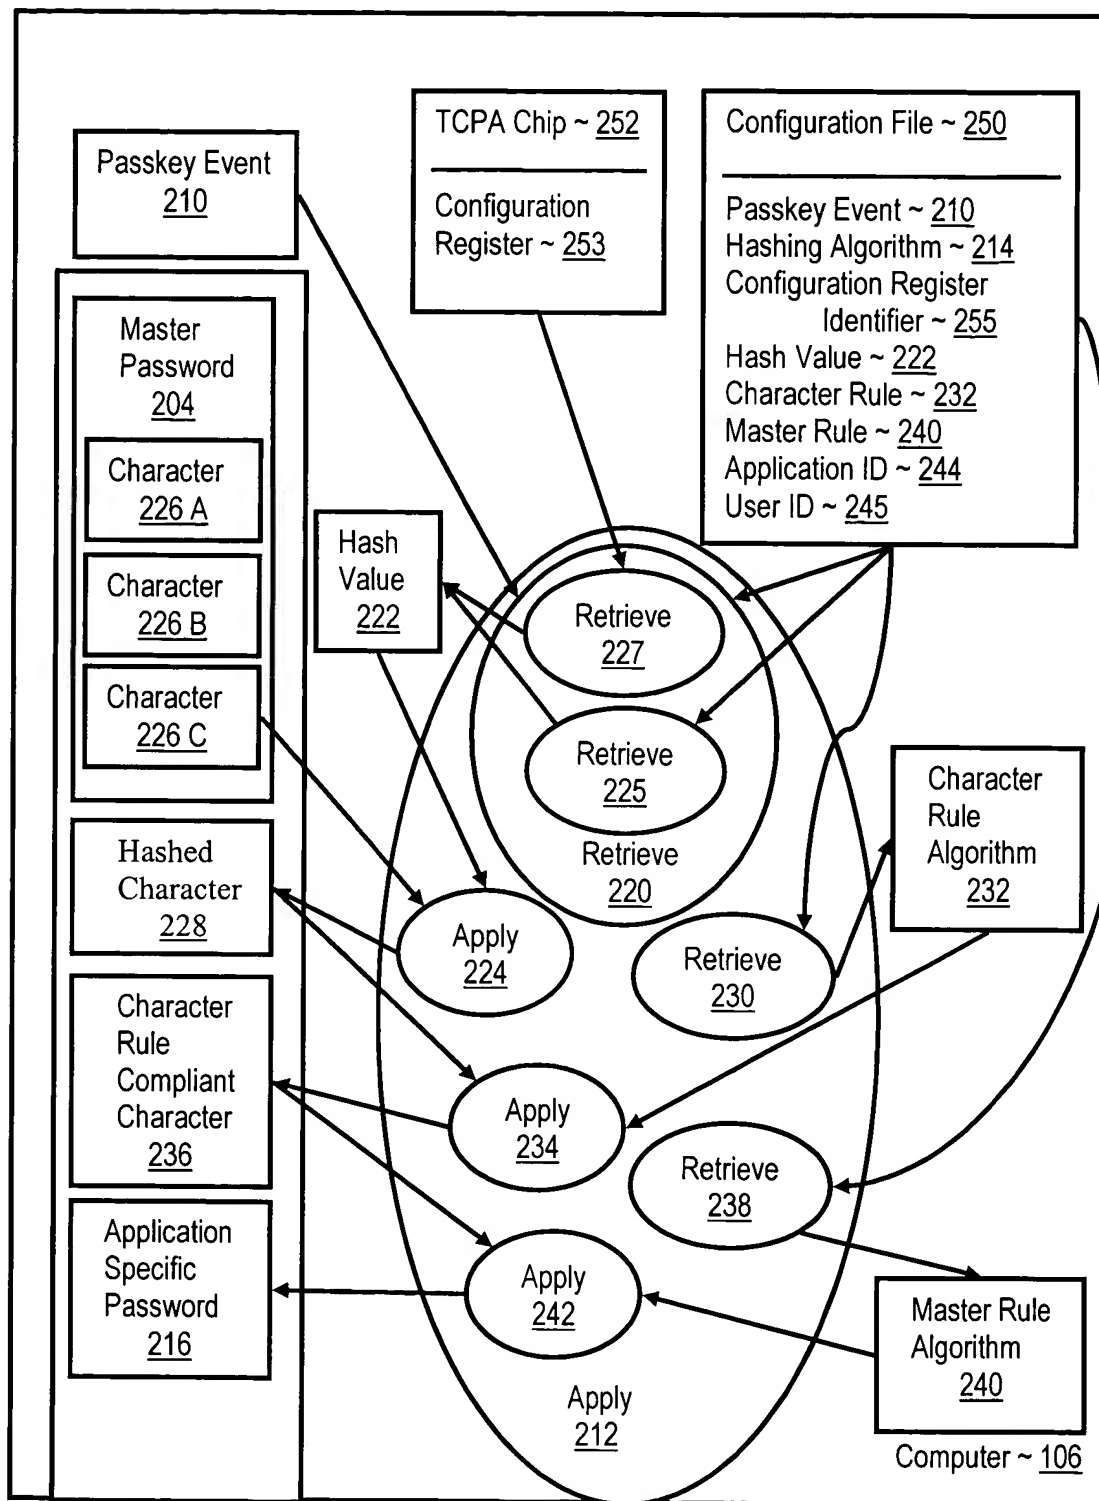 Passkey Event
210
TCPA Chip ~ 252
Configuration
Register ~ 253
Configuration File ~ 250
Passkey Event ~ 210
Hashing Algorithm ~ 214
Configuration Register
Identifier ~ 255
Hash Value ~ 222
Character Rule ~ 232
Master Rule ~ 240
Application ID ~ 244
User ID ~ 245
Master
Password
204
Character
226 A
Character
226 B
Character
226 C
Hash
Value
222
Retrieve
227
Retrieve
225
Retrieve
220
Character
Rule
Algorithm
232
Hashed
Character
228
Apply
224
Retrieve
230
Character
Rule
Compliant
Character
236
Apply
234
Retrieve
238
Application
Specific
Password
216
Apply
242
Master Rule
Algorithm
240
Apply
212
Computer ~ 106